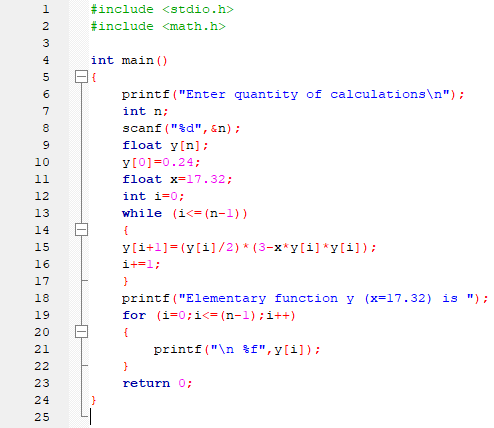 1 #include <stdio.h>
2 #include <math.h>
3
4 int main()
5 {
6 printf("Enter quantity of calculations\n");
7 int n;
8 scanf("%d",&n);
9 float y[n];
10 y[0]=0.24;
11 float x=17.32;
12 int i=0;
13 while (i<=(n-1))
14 {
15 y[i+1]=(y[i]/2)*(3-x*y[i]*y[i]);
16 i+=1;
17 }
18 printf("Elementary function y (x=17.32) is ");
19 for (i=0;i<=(n-1);i++)
20 {
21 printf("\n %f",y[i]);
22 }
23 return 0;
24 }
25